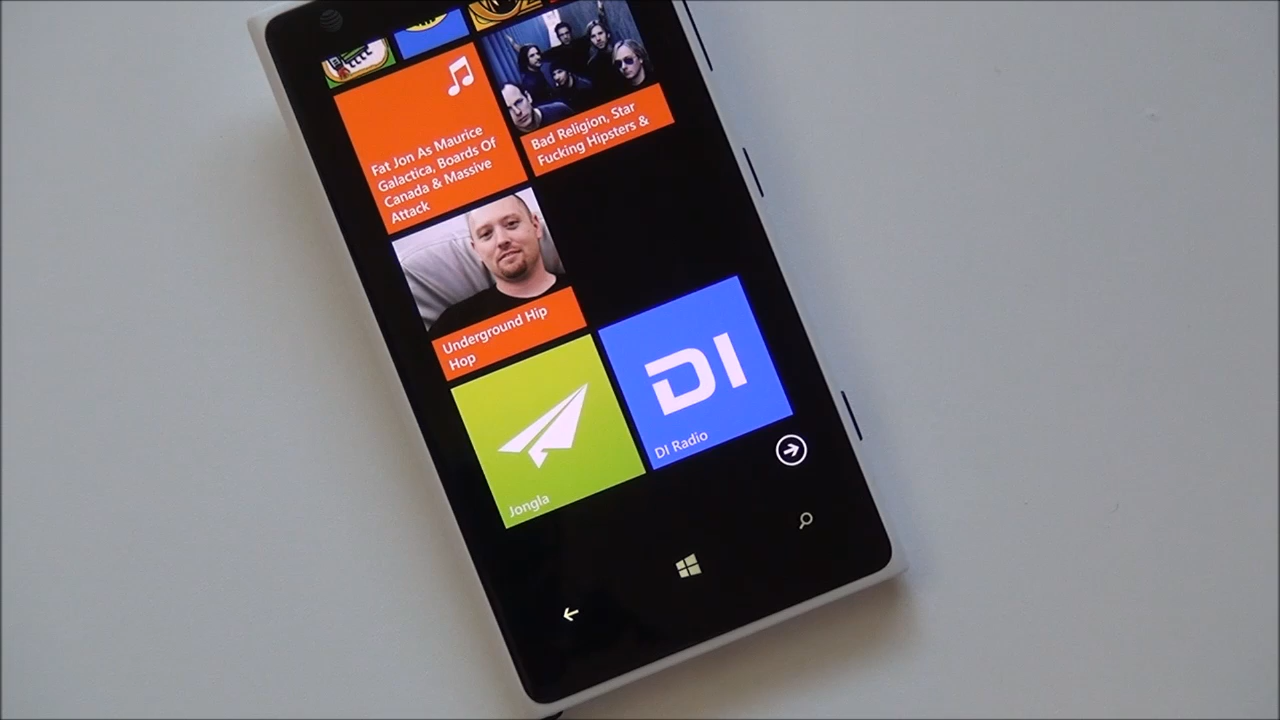 Fat Jon As Maurice
Galactica, Boards Of
Canada & Massive
Attack
Bad Religion, Star
Fucking Hipsters &
Underground Hip
Hop
Jongla
DI
DI Radio